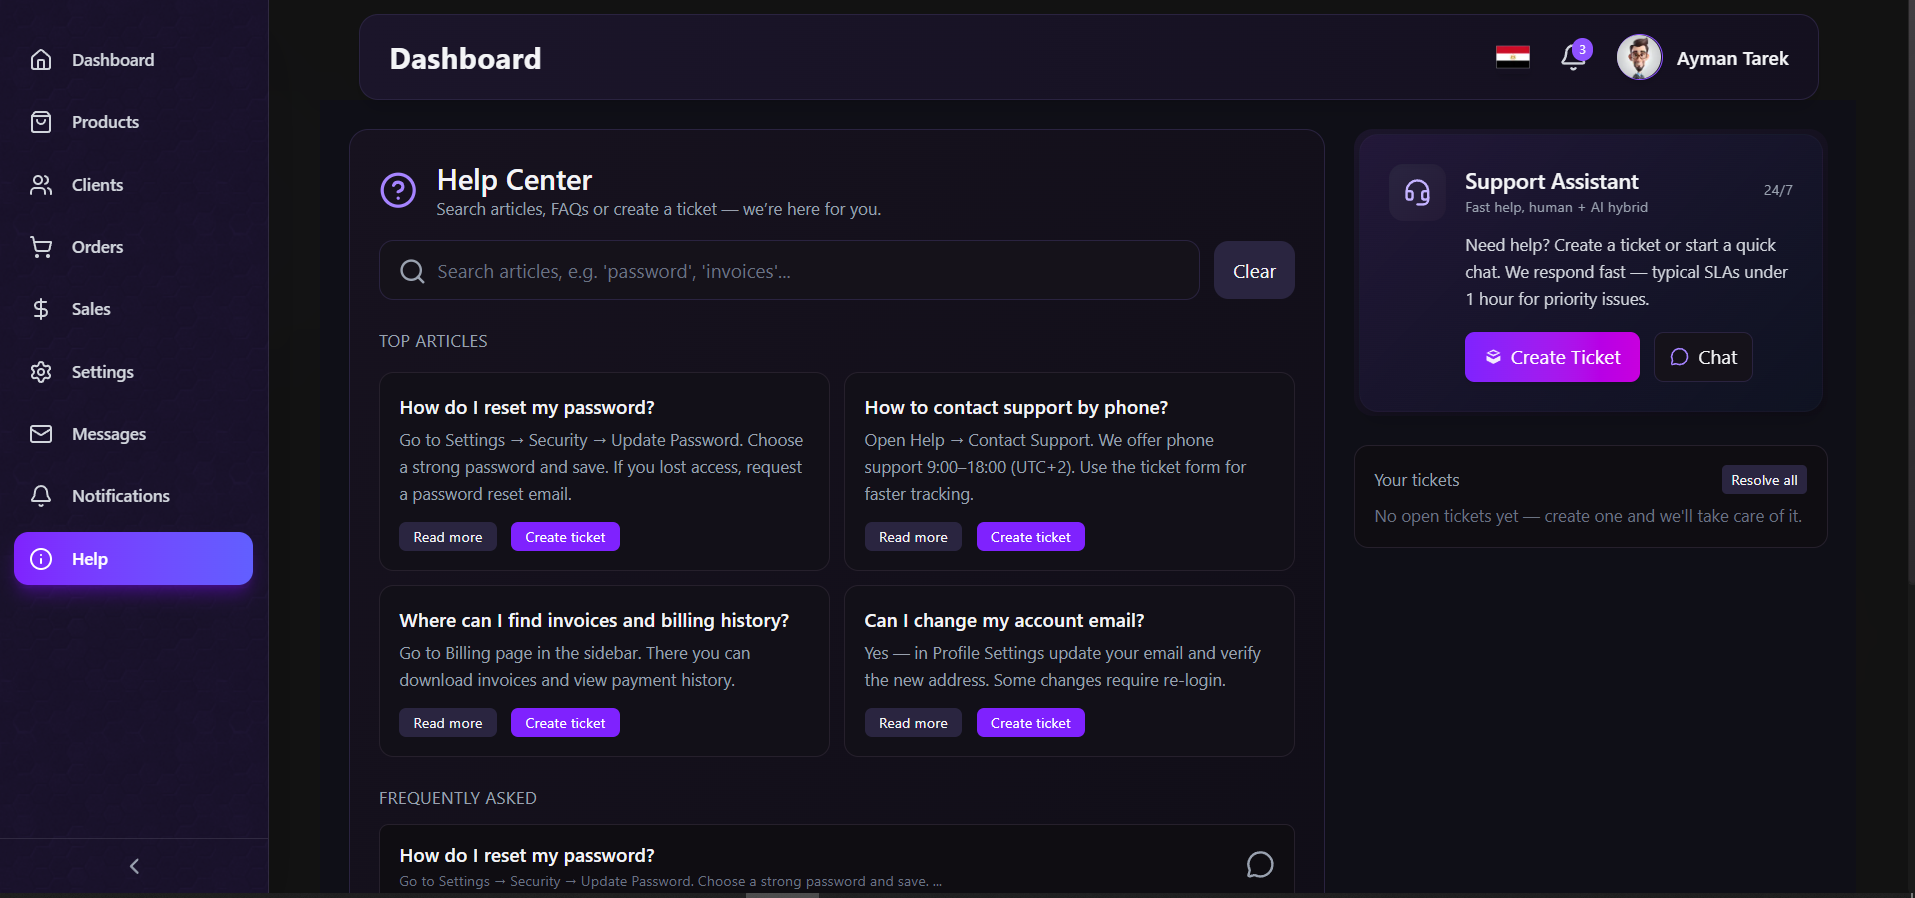 Dashboard
Products
Clients
Orders
Sales
Settings
Messages
Notifications
Help
Dashboard
3
Ayman Tarek
Help Center
Search articles, FAQs or create a ticket — we’re here for you.
Search articles, e.g. 'password', 'invoices'...
Clear
TOP ARTICLES
How do I reset my password?
Go to Settings → Security → Update Password. Choose
a strong password and save. If you lost access, request
a password reset email.
Read more
Create ticket
How to contact support by phone?
Open Help → Contact Support. We offer phone
support 9:00–18:00 (UTC+2). Use the ticket form for
faster tracking.
Read more
Create ticket
Where can I find invoices and billing history?
Go to Billing page in the sidebar. There you can
download invoices and view payment history.
Read more
Create ticket
Can I change my account email?
Yes — in Profile Settings update your email and verify
the new address. Some changes require re-login.
Read more
Create ticket
FREQUENTLY ASKED
How do I reset my password?
Go to Settings → Security → Update Password. Choose a strong password and save. ...
Support Assistant
24/7
Fast help, human + AI hybrid
Need help? Create a ticket or start a quick
chat. We respond fast — typical SLAs under
1 hour for priority issues.
Create Ticket
Chat
Your tickets
Resolve all
No open tickets yet — create one and we'll take care of it.